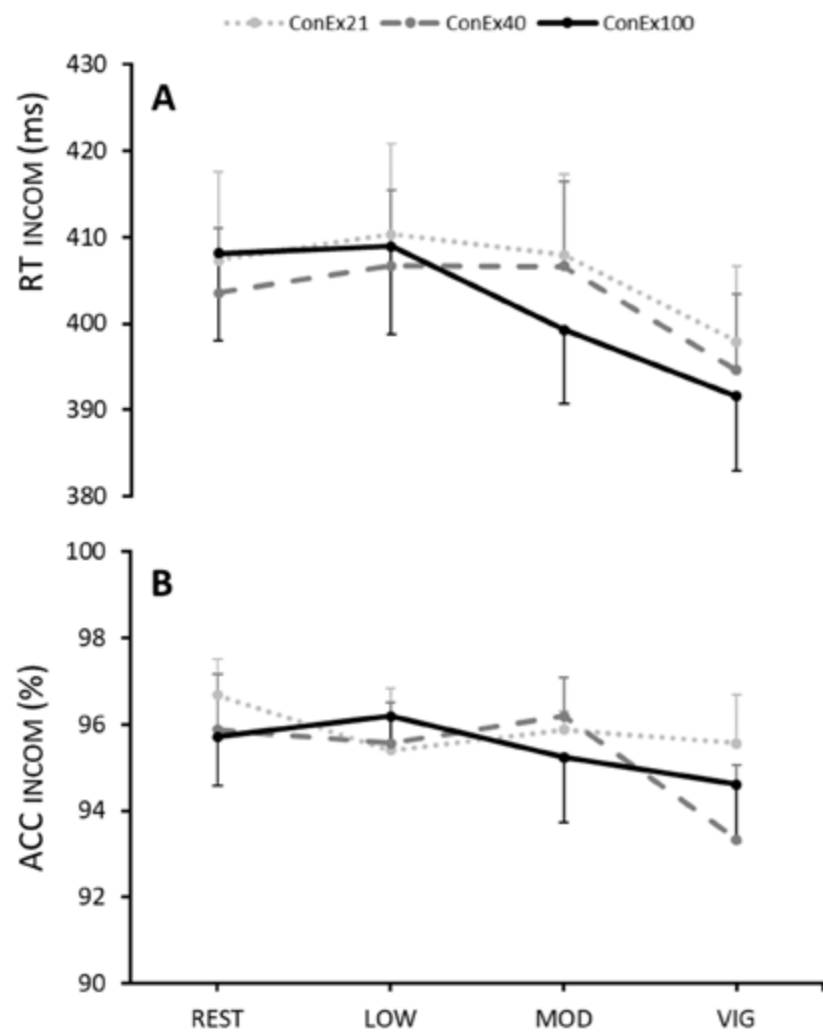 ConEx21 ConEx40 ConEx100
A
RT INCOM (ms)
430
420
410
400
390
380
B
ACC INCOM (%)
100
98
96
94
92
90
REST LOW MOD VIG